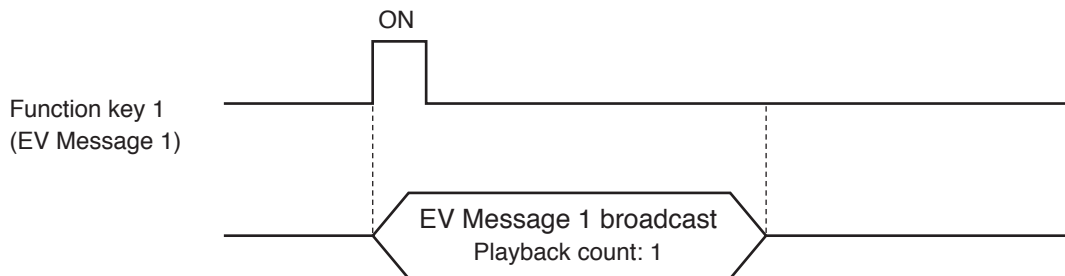 ON
Function key 1
(EV Message 1)
EV Message 1 broadcast
Playback count: 1